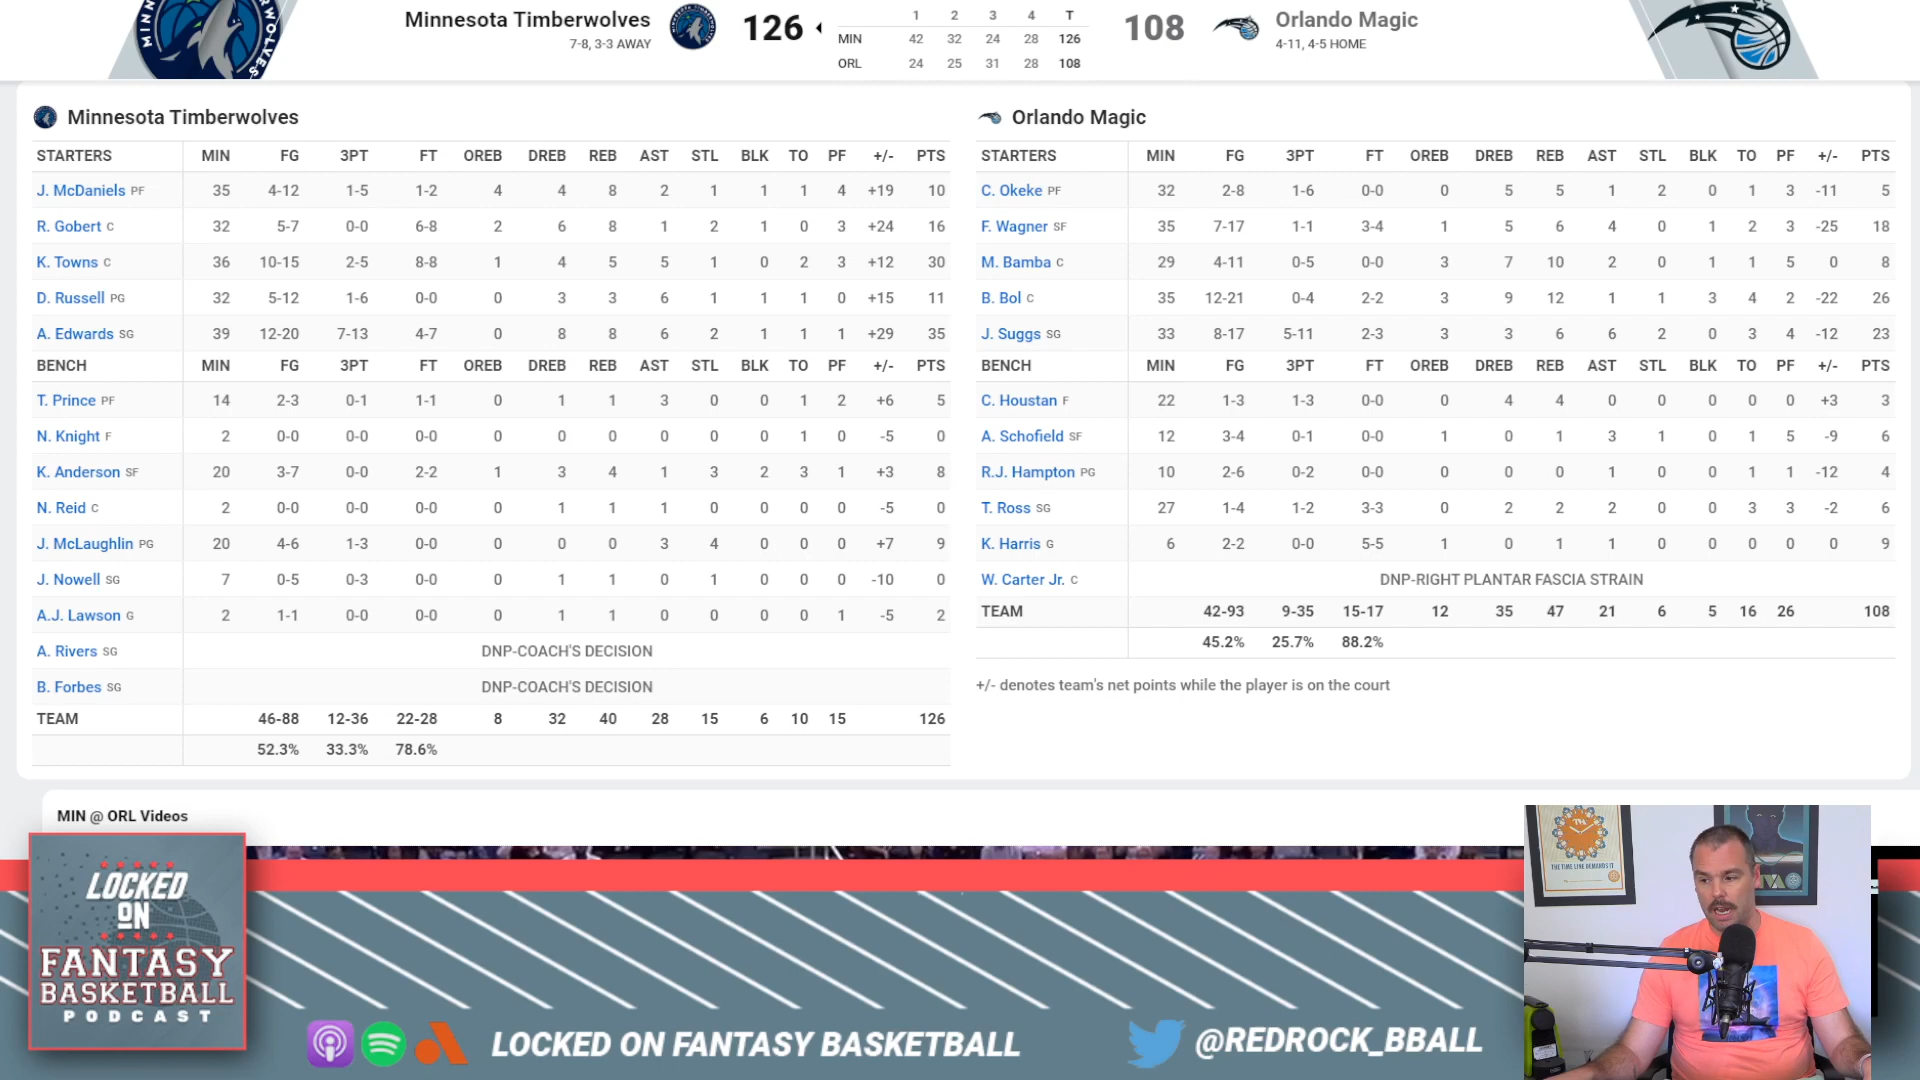 Minnesota Timberwolves
7-8, 3-3 AWAY
126
1 2 3 4 T
MIN 42 32 24 28 126
ORL 24 25 31 28 108
108
Orlando Magic
4-11, 4-5 HOME
Minnesota Timberwolves
STARTERS MIN FG 3PT FT OREB DREB REB AST STL BLK TO PF +/- PTS
J. McDaniels PF 35 4-12 1-5 1-2 4 4 8 2 1 1 1 4 +19 10
R. Gobert C 32 5-7 0-0 6-8 2 6 8 1 2 1 0 3 +24 16
K. Towns C 36 10-15 2-5 8-8 1 4 5 5 1 0 2 3 +12 30
D. Russell PG 32 5-12 1-6 0-0 0 3 3 6 1 1 1 0 +15 11
A. Edwards SG 39 12-20 7-13 4-7 0 8 8 6 2 1 1 1 +29 35
BENCH MIN FG 3PT FT OREB DREB REB AST STL BLK TO PF +/- PTS
T. Prince PF 14 2-3 0-1 1-1 0 1 1 3 0 0 1 2 +6 5
N. Knight F 2 0-0 0-0 0-0 0 0 0 0 0 0 1 0 -5 0
K. Anderson SF 20 3-7 0-0 2-2 1 3 4 1 3 2 3 1 +3 8
N. Reid C 2 0-0 0-0 0-0 0 1 1 1 0 0 0 0 -5 0
J. McLaughlin PG 20 4-6 1-3 0-0 0 0 0 3 4 0 0 0 +7 9
J. Nowell SG 7 0-5 0-3 0-0 0 1 1 0 1 0 0 0 -10 0
A.J. Lawson G 2 1-1 0-0 0-0 0 1 1 0 0 0 0 1 -5 2
A. Rivers SG DNP-COACH'S DECISION
B. Forbes SG DNP-COACH'S DECISION
TEAM 46-88 12-36 22-28 8 32 40 28 15 6 10 15 126
52.3% 33.3% 78.6%
Orlando Magic
STARTERS MIN FG 3PT FT OREB DREB REB AST STL BLK TO PF +/- PTS
C. Okeke PF 32 2-8 1-6 0-0 0 5 5 1 2 0 1 3 -11 5
F. Wagner SF 35 7-17 1-1 3-4 1 5 6 4 0 1 2 3 -25 18
M. Bamba C 29 4-11 0-5 0-0 3 7 10 2 0 1 1 5 0 8
B. Bol C 35 12-21 0-4 2-2 3 9 12 1 1 3 4 2 -22 26
J. Suggs SG 33 8-17 5-11 2-3 3 3 6 6 2 0 3 4 -12 23
BENCH MIN FG 3PT FT OREB DREB REB AST STL BLK TO PF +/- PTS
C. Houstan F 22 1-3 1-3 0-0 0 4 4 0 0 0 0 0 +3 3
A. Schofield SF 12 3-4 0-1 0-0 1 0 1 3 1 0 1 5 -9 6
R.J. Hampton PG 10 2-6 0-2 0-0 0 0 0 1 0 0 1 1 -12 4
T. Ross SG 27 1-4 1-2 3-3 0 2 2 2 0 0 3 3 -2 6
K. Harris G 6 2-2 0-0 5-5 1 0 1 1 0 0 0 0 0 9
W. Carter Jr. C DNP-RIGHT PLANTAR FASCIA STRAIN
TEAM 42-93 9-35 15-17 12 35 47 21 6 5 16 26 108
45.2% 25.7% 88.2%
+/- denotes team's net points while the player is on the court
MIN @ ORL Videos
LOCKED
ON
FANTASY
BASKETBALL
PODCAST
LOCKED ON FANTASY BASKETBALL
@REDROCK_BBALL
THE TIME LINE DEMANDS IT